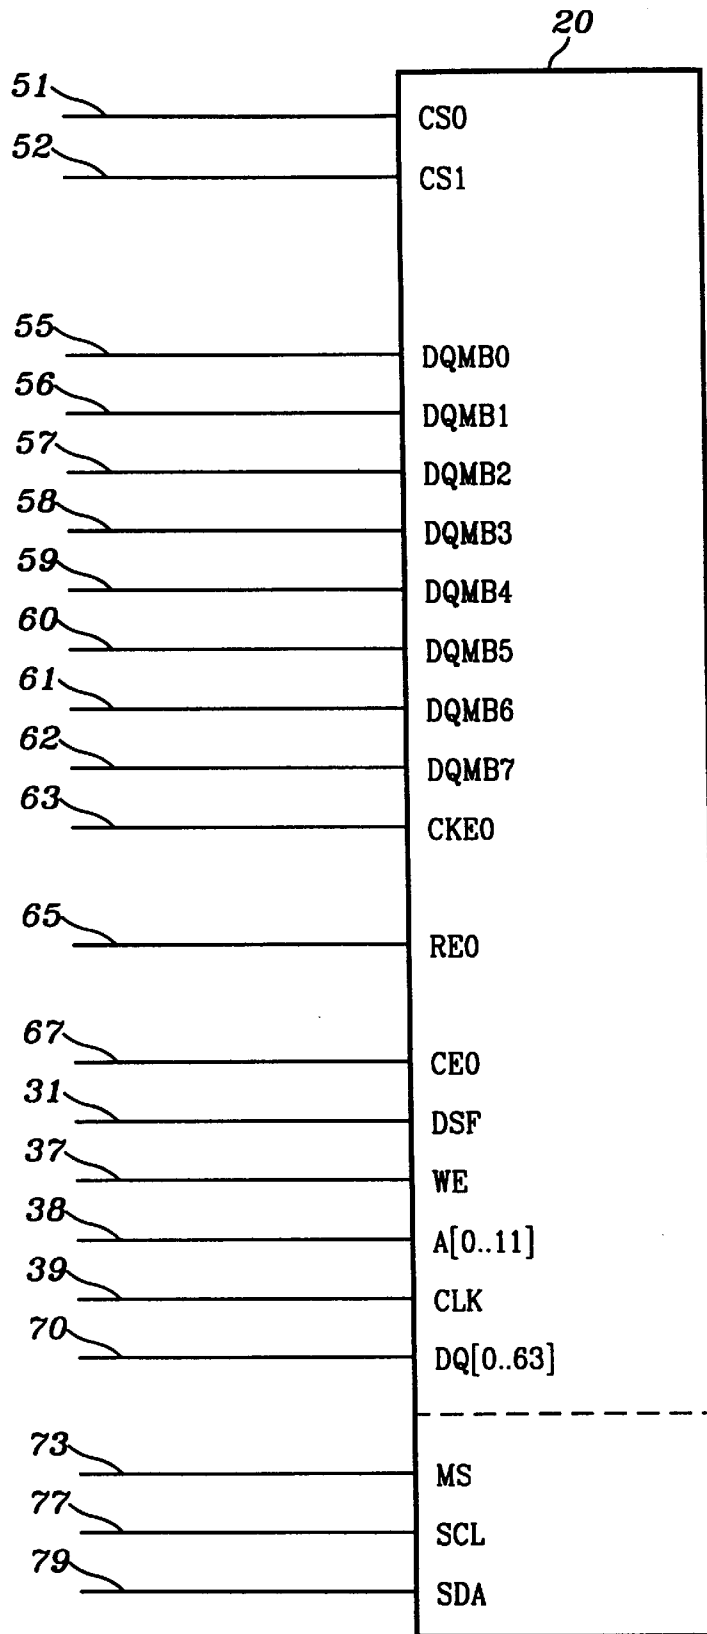 20
51 CS0
52 CS1
55 DQMB0
56 DQMB1
57 DQMB2
58 DQMB3
59 DQMB4
60 DQMB5
61 DQMB6
62 DQMB7
63 CKE0
65 RE0
67 CE0
31 DSF
37 WE
38 A[0..11]
39 CLK
70 DQ[0..63]
73 MS
77 SCL
79 SDA